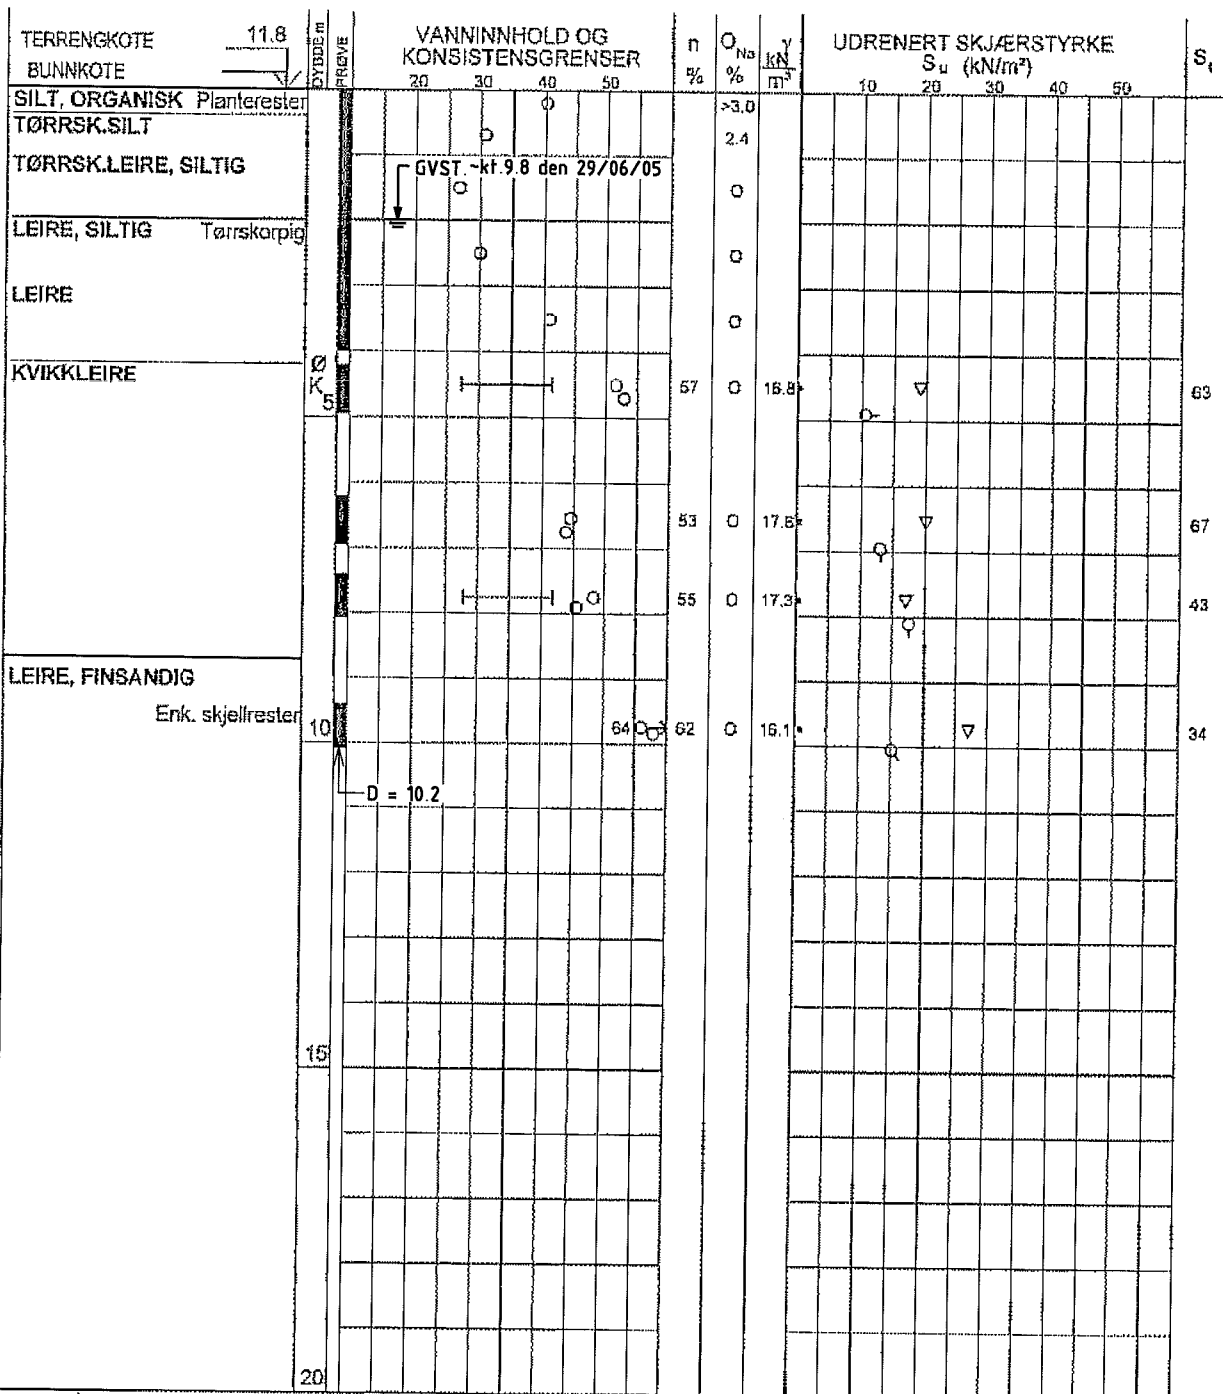 TERRENGKOTE 11.8
BUNNKOTE
DYBDE m
PRØVE
VANNINNHOLD OG
KONSISTENSGRENSER
20 30 40 50
n
%
O Na
%
γ
kN
m³
UDRENERT SKJÆRSTYRKE
Su (kN/m²)
10 20 30 40 50
SILT, ORGANISK Planterester
>3.0
TØRRSK.SILT
2.4
TØRRSK.LEIRE, SILTIG
GVST. ~kt.9.8 den 29/06/05
O
LEIRE, SILTIG Tørrskorpig
O
LEIRE
O
KVIKKLEIRE
Ø
K
5
57 O 16.8 63
53 O 17.6 67
55 O 17.3 43
LEIRE, FINSANDIG
Enk. skjellrester
10
64 62 O 16.1 34
D = 10.2
15
20